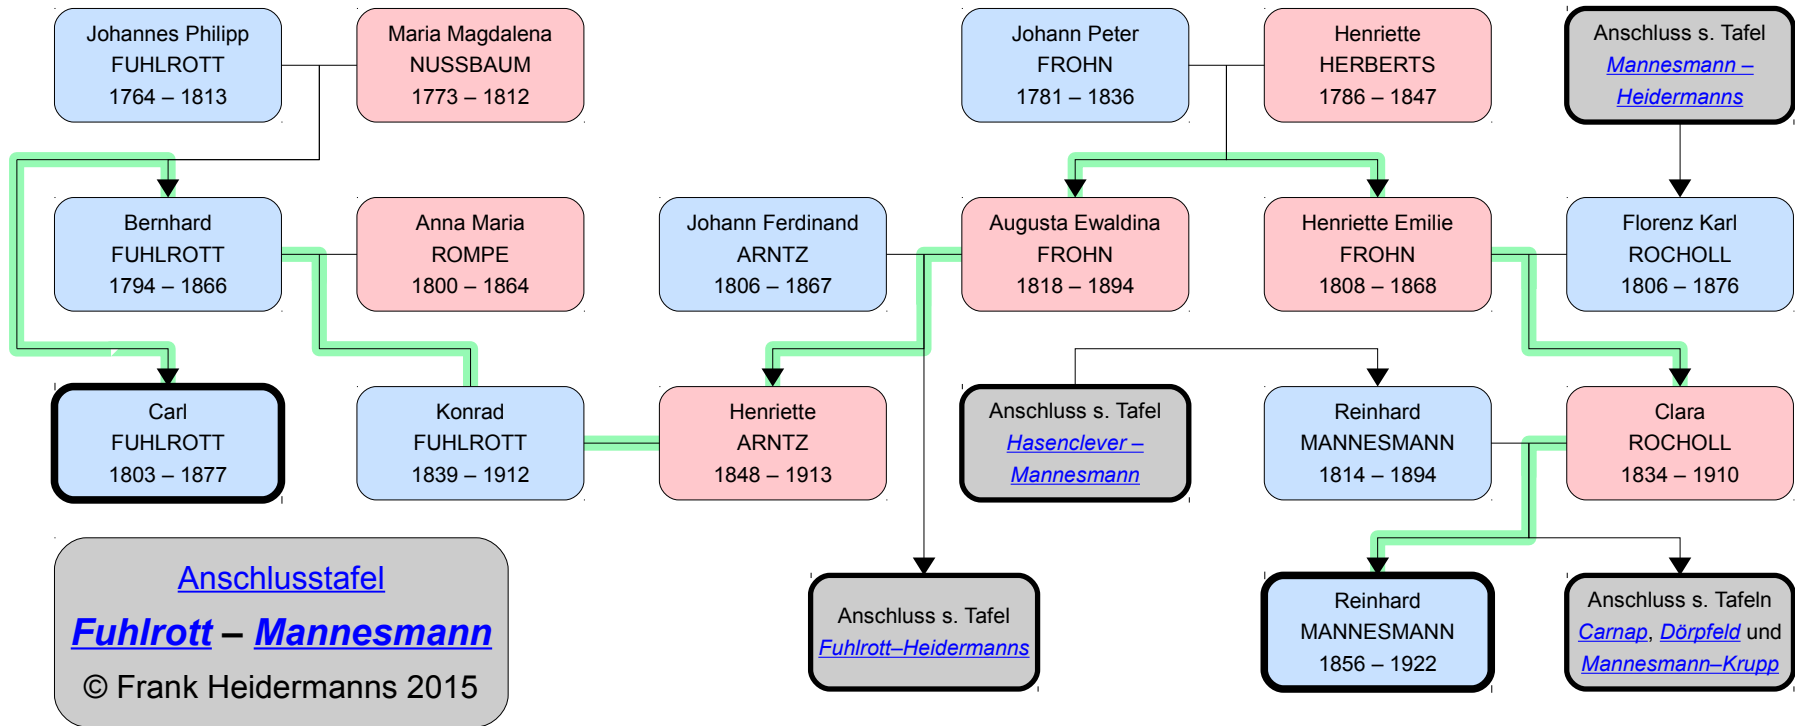 Johannes Philipp
FUHLROTT
1764 – 1813
Maria Magdalena
NUSSBAUM
1773 – 1812
Johann Peter
FROHN
1781 – 1836
Henriette
HERBERTS
1786 – 1847
Anschluss s. Tafel
Mannesmann –
Heidermanns
Bernhard
FUHLROTT
1794 – 1866
Anna Maria
ROMPE
1800 – 1864
Johann Ferdinand
ARNTZ
1806 – 1867
Augusta Ewaldina
FROHN
1818 – 1894
Henriette Emilie
FROHN
1808 – 1868
Florenz Karl
ROCHOLL
1806 – 1876
Carl
FUHLROTT
1803 – 1877
Konrad
FUHLROTT
1839 – 1912
Henriette
ARNTZ
1848 – 1913
Anschluss s. Tafel
Hasenclever –
Mannesmann
Reinhard
MANNESMANN
1814 – 1894
Clara
ROCHOLL
1834 – 1910
Anschlusstafel
Fuhlrott – Mannesmann
© Frank Heidermanns 2015
Anschluss s. Tafel
Fuhlrott–Heidermanns
Reinhard
MANNESMANN
1856 – 1922
Anschluss s. Tafeln
Carnap, Dörpfeld und
Mannesmann–Krupp